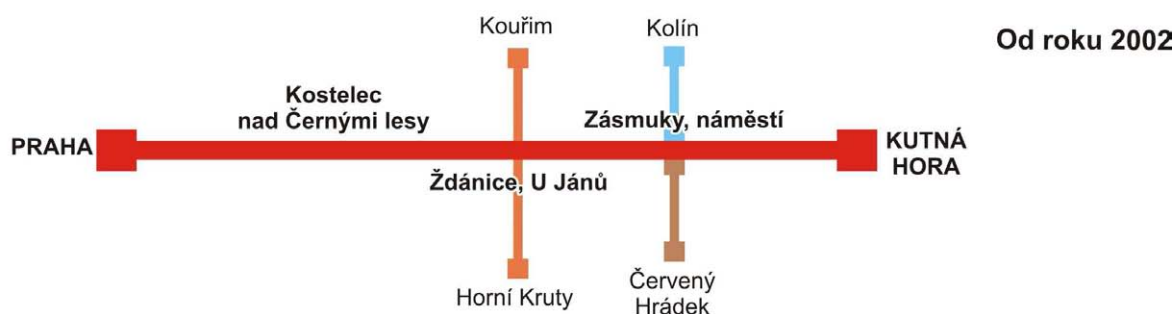 Kouřim
Kolín
Od roku 2002
Kostelec
nad Černými lesy
Zásmuky, náměstí
PRAHA
KUTNÁ
HORA
Ždánice, U Jánů
Horní Kruty
Červený
Hrádek